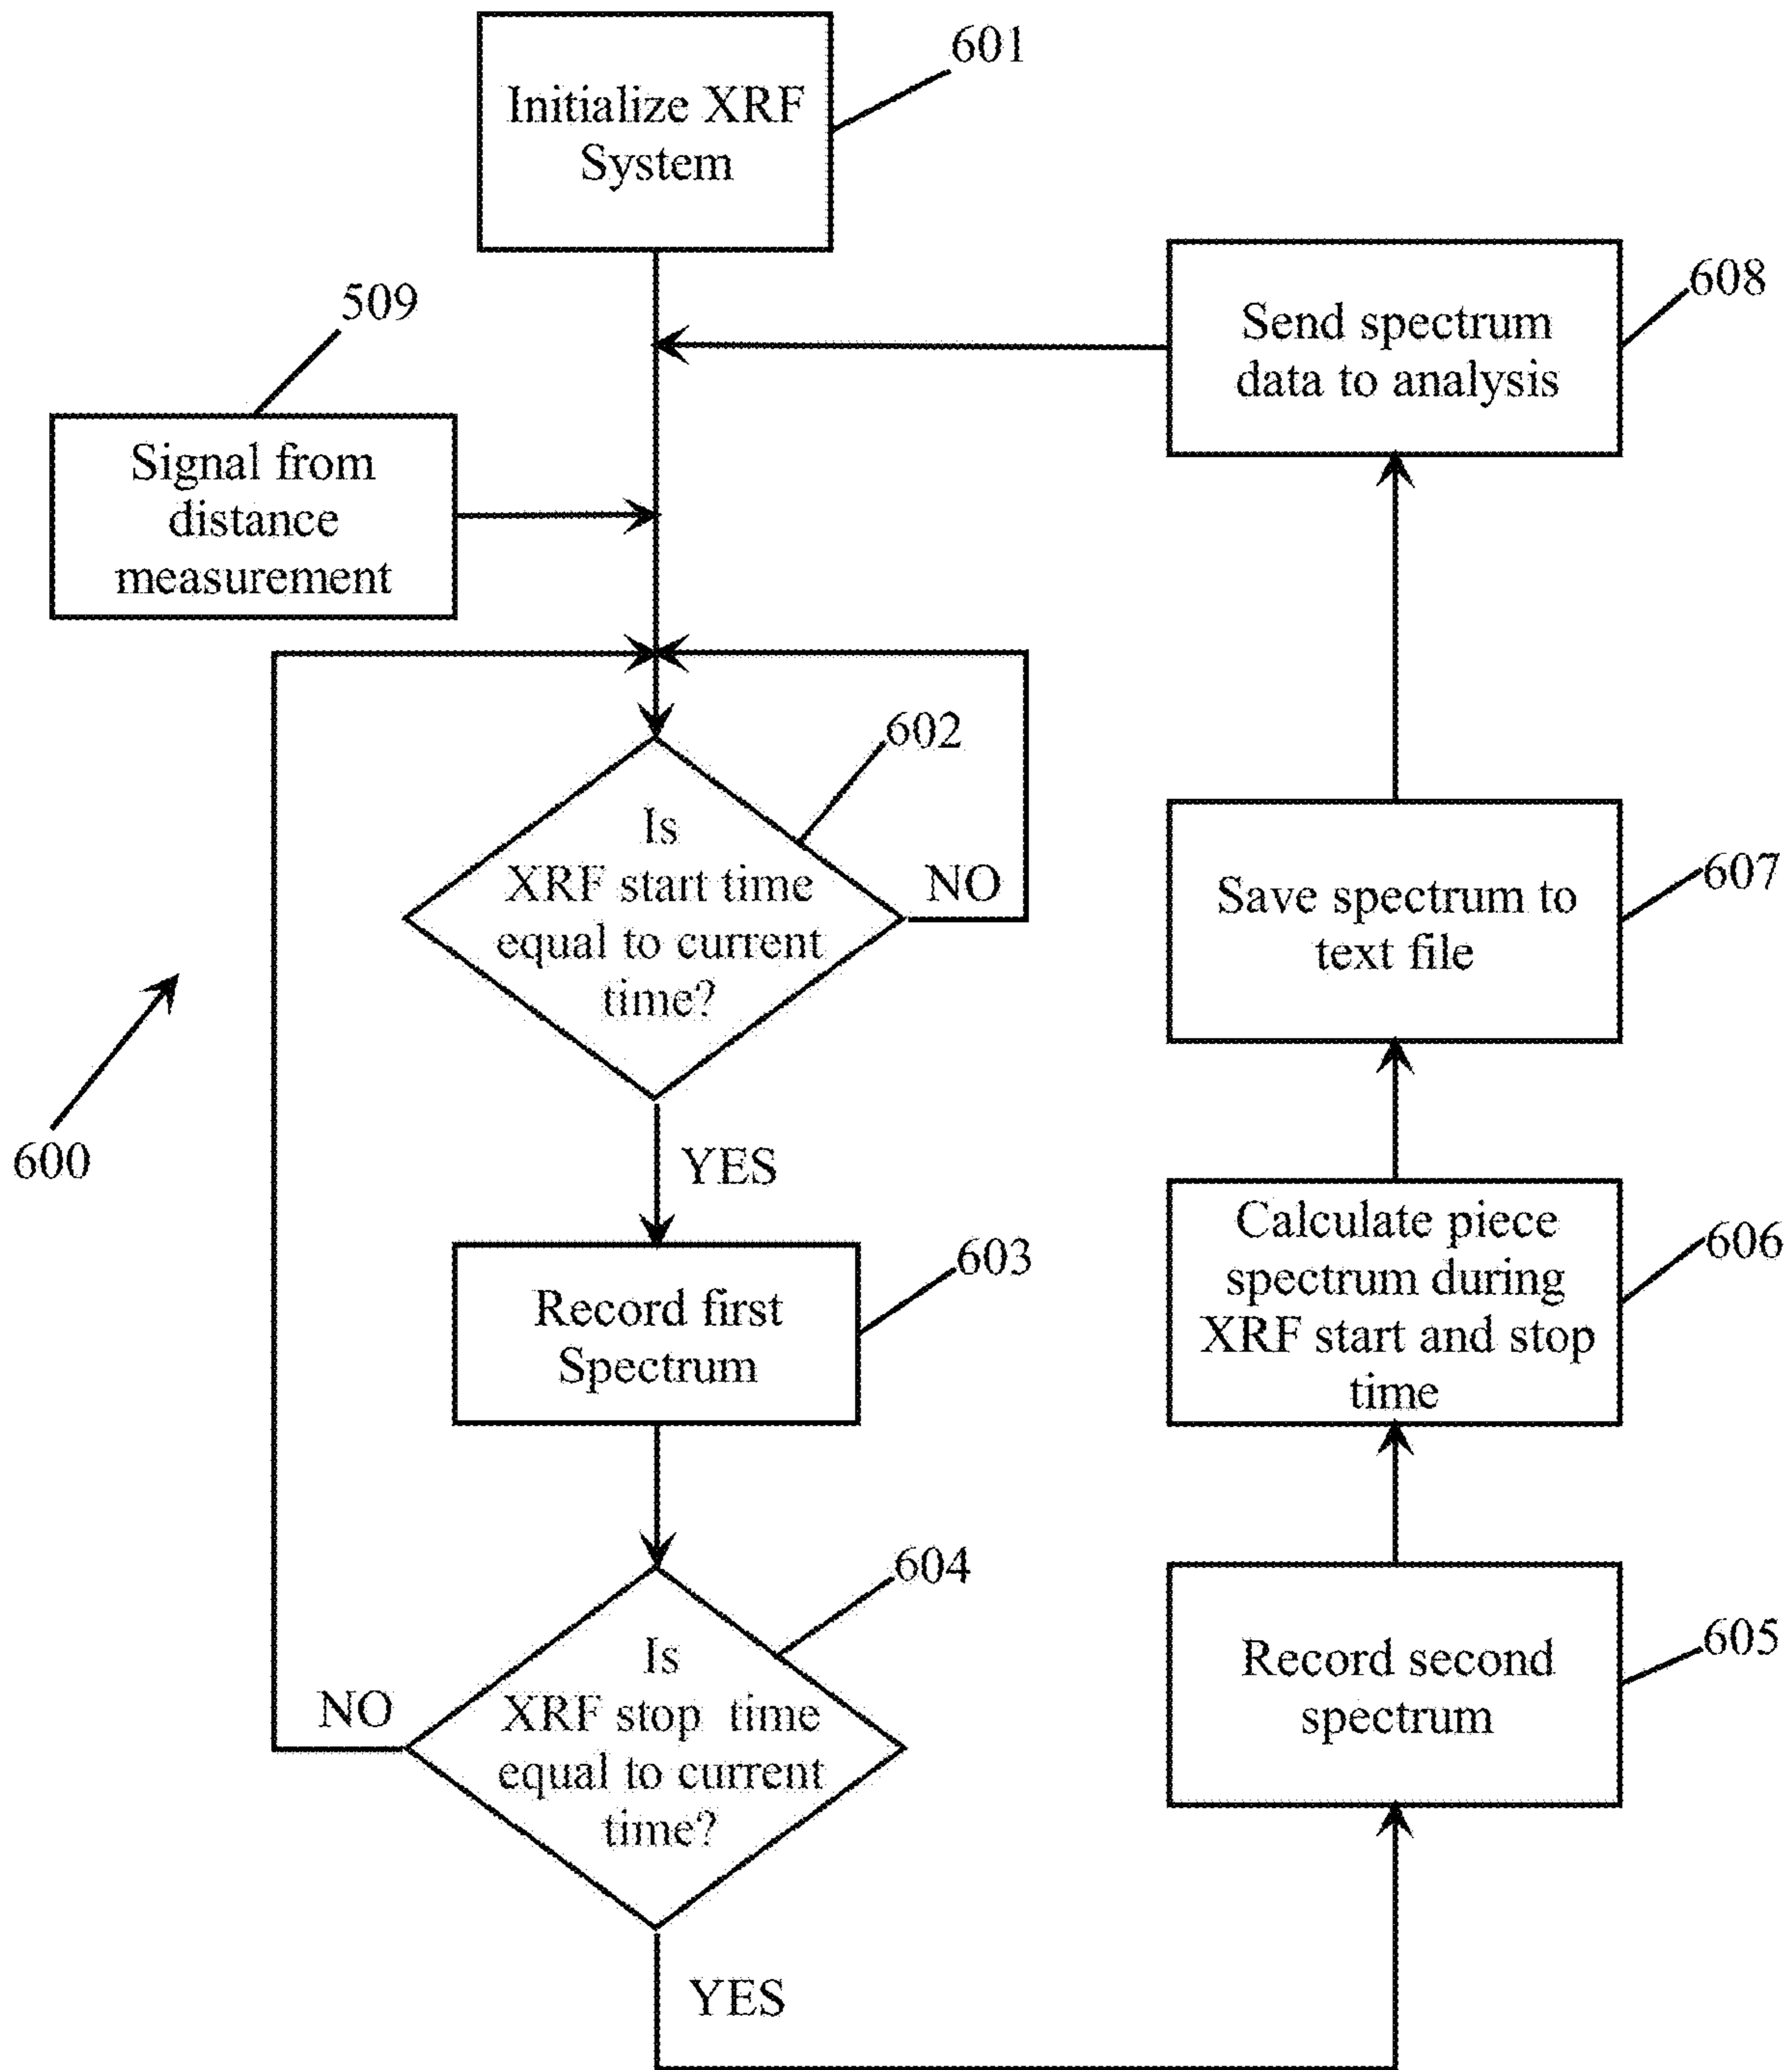 601
Initialize XRF
System
509
Signal from
distance
measurement
602
Is
XRF start time
equal to current
time?
NO
600
YES
603
Record first
Spectrum
604
Is
XRF stop time
equal to current
time?
NO
YES
605
Record second
spectrum
606
Calculate piece
spectrum during
XRF start and stop
time
607
Save spectrum to
text file
608
Send spectrum
data to analysis